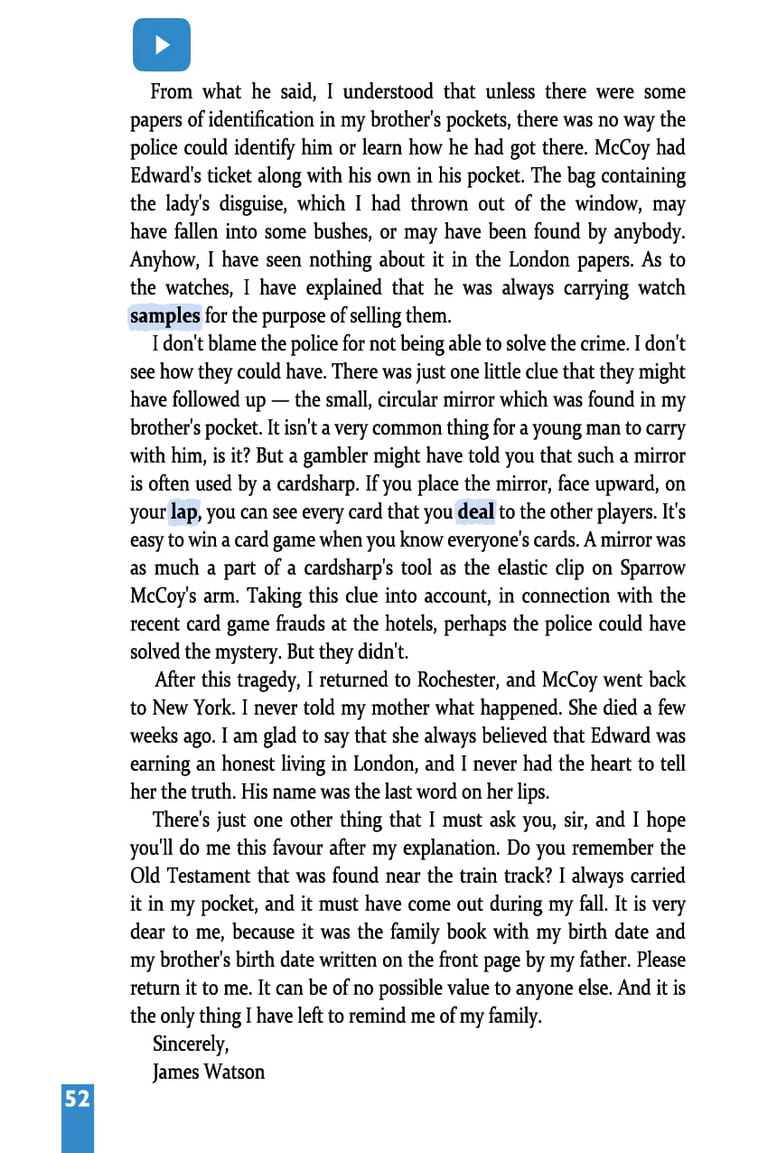 From what he said, I understood that unless there were some
papers of identification in my brother's pockets, there was no way the
police could identify him or learn how he had got there. McCoy had
Edward's ticket along with his own in his pocket. The bag containing
the lady's disguise, which I had thrown out of the window, may
have fallen into some bushes, or may have been found by anybody.
Anyhow, I have seen nothing about it in the London papers. As to
the watches, I have explained that he was always carrying watch
samples for the purpose of selling them.
I don't blame the police for not being able to solve the crime. I don't
see how they could have. There was just one little clue that they might
have followed up — the small, circular mirror which was found in my
brother's pocket. It isn't a very common thing for a young man to carry
with him, is it? But a gambler might have told you that such a mirror
is often used by a cardsharp. If you place the mirror, face upward, on
your lap, you can see every card that you deal to the other players. It's
easy to win a card game when you know everyone's cards. A mirror was
as much a part of a cardsharp's tool as the elastic clip on Sparrow
McCoy's arm. Taking this clue into account, in connection with the
recent card game frauds at the hotels, perhaps the police could have
solved the mystery. But they didn't.
After this tragedy, I returned to Rochester, and McCoy went back
to New York. I never told my mother what happened. She died a few
weeks ago. I am glad to say that she always believed that Edward was
earning an honest living in London, and I never had the heart to tell
her the truth. His name was the last word on her lips.
There's just one other thing that I must ask you, sir, and I hope
you'll do me this favour after my explanation. Do you remember the
Old Testament that was found near the train track? I always carried
it in my pocket, and it must have come out during my fall. It is very
dear to me, because it was the family book with my birth date and
my brother's birth date written on the front page by my father. Please
return it to me. It can be of no possible value to anyone else. And it is
the only thing I have left to remind me of my family.
Sincerely,
James Watson
52